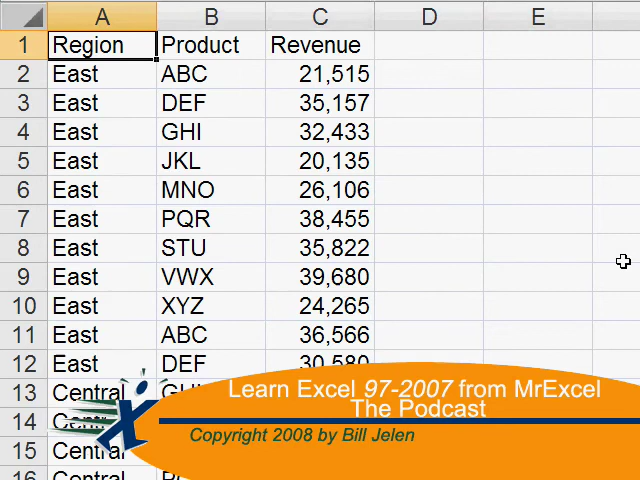 A B C D E
1 Region Product Revenue
2 East ABC 21,515
3 East DEF 35,157
4 East GHI 32,433
5 East JKL 20,135
6 East MNO 26,106
7 East PQR 38,455
8 East STU 35,822
9 East VWX 39,680
10 East XYZ 24,265
11 East ABC 36,566
12 East DEF 30,580
13 Central
14
15 Central
16 Central
Learn Excel 97-2007 from MrExcel
The Podcast
Copyright 2008 by Bill Jelen